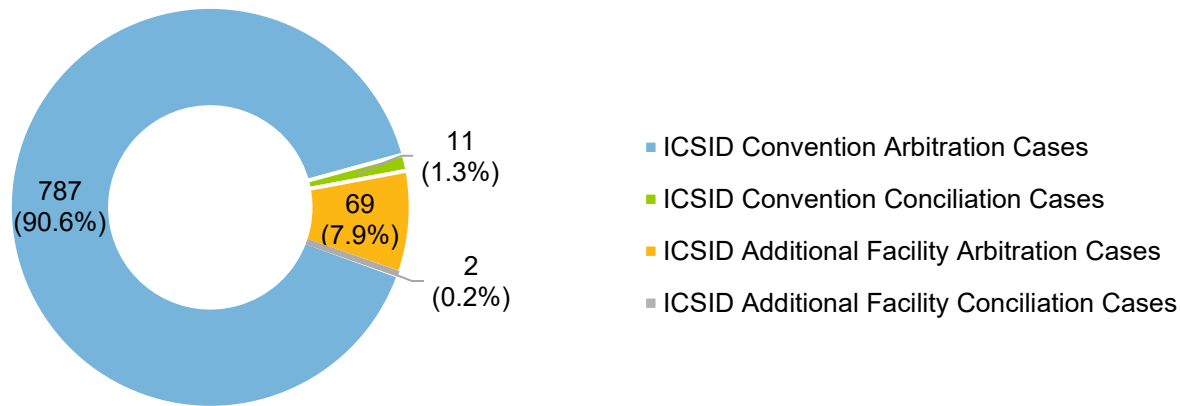 787
(90.6%)
11
(1.3%)
69
(7.9%)
2
(0.2%)
ICSID Convention Arbitration Cases
ICSID Convention Conciliation Cases
ICSID Additional Facility Arbitration Cases
ICSID Additional Facility Conciliation Cases